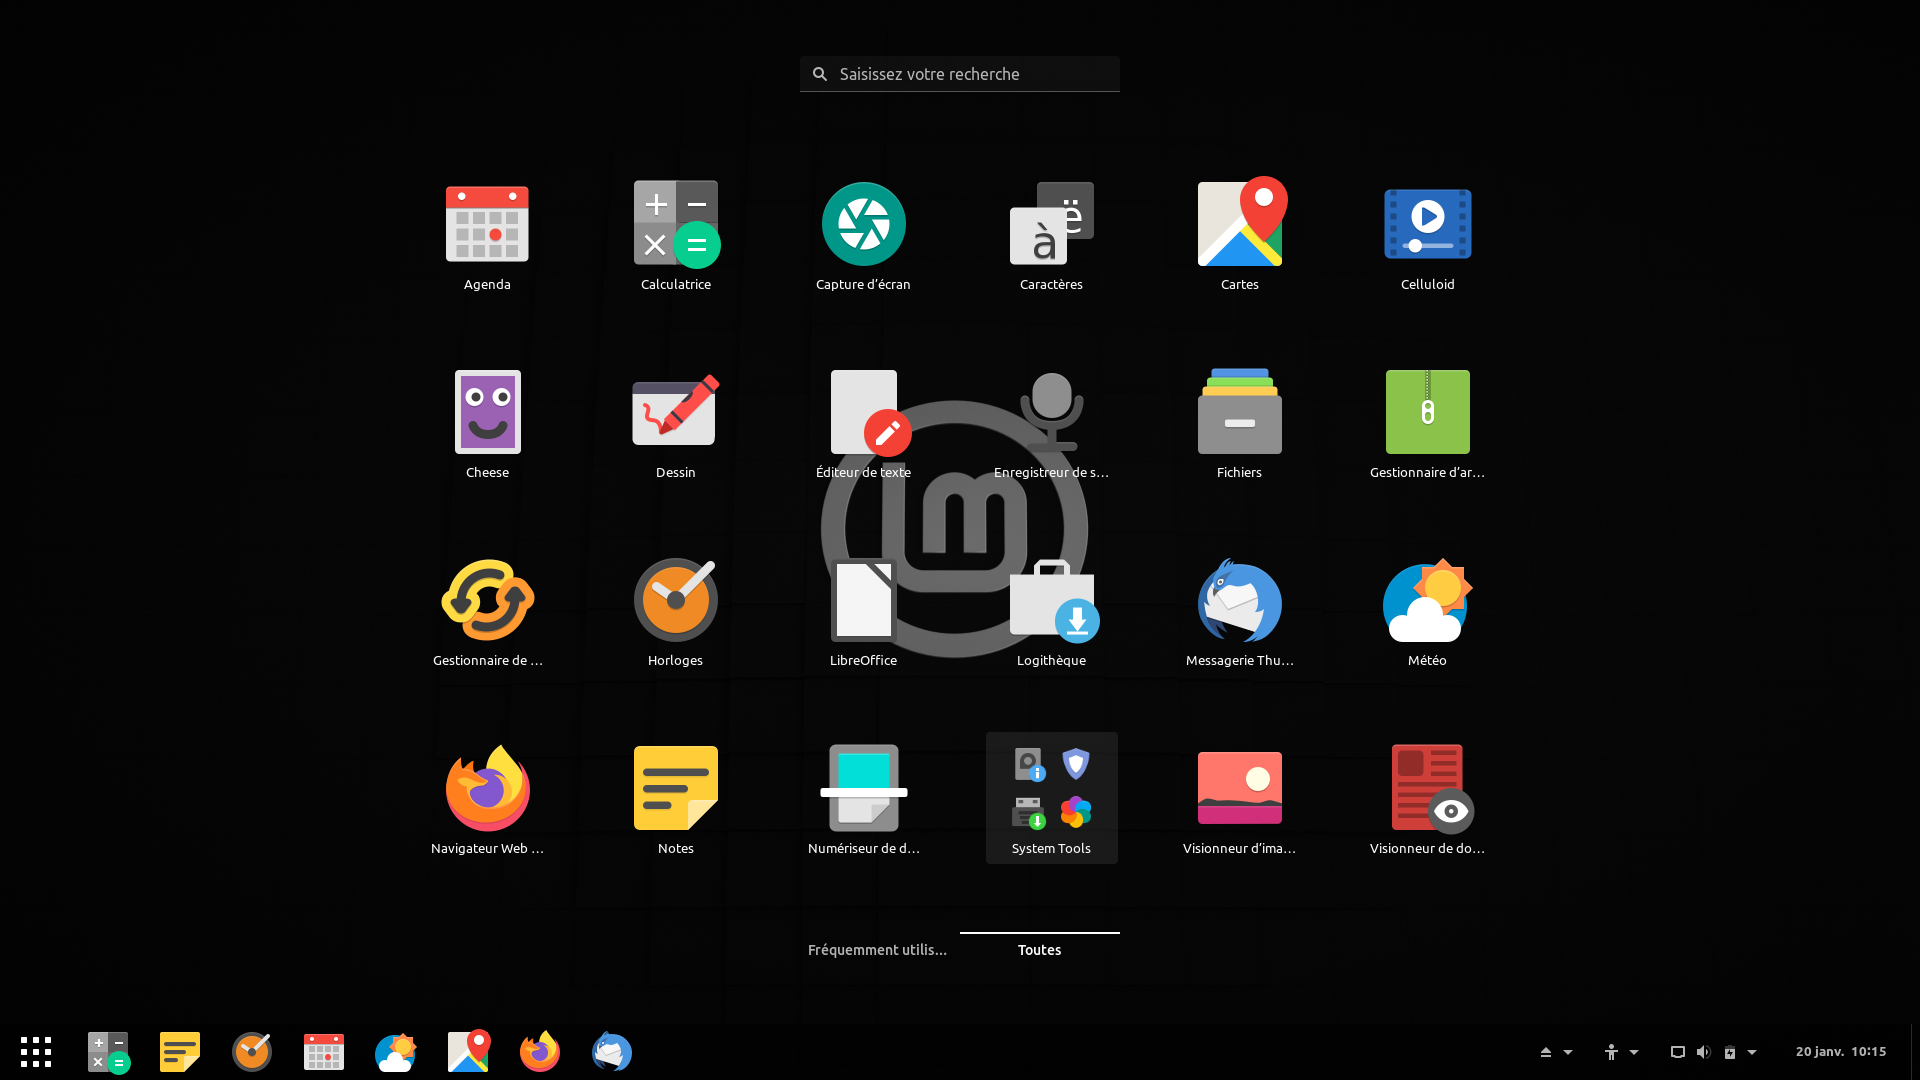 Saisissez votre recherche
Agenda
Calculatrice
Capture d’écran
Caractères
Cartes
Celluloid
Cheese
Dessin
Éditeur de texte
Enregistreur de s…
Fichiers
Gestionnaire d’ar…
Gestionnaire de …
Horloges
LibreOffice
Logithèque
Messagerie Thu…
Météo
Navigateur Web …
Notes
Numériseur de d…
System Tools
Visionneur d’ima…
Visionneur de do…
Fréquemment utilis…
Toutes
20 janv. 10:15